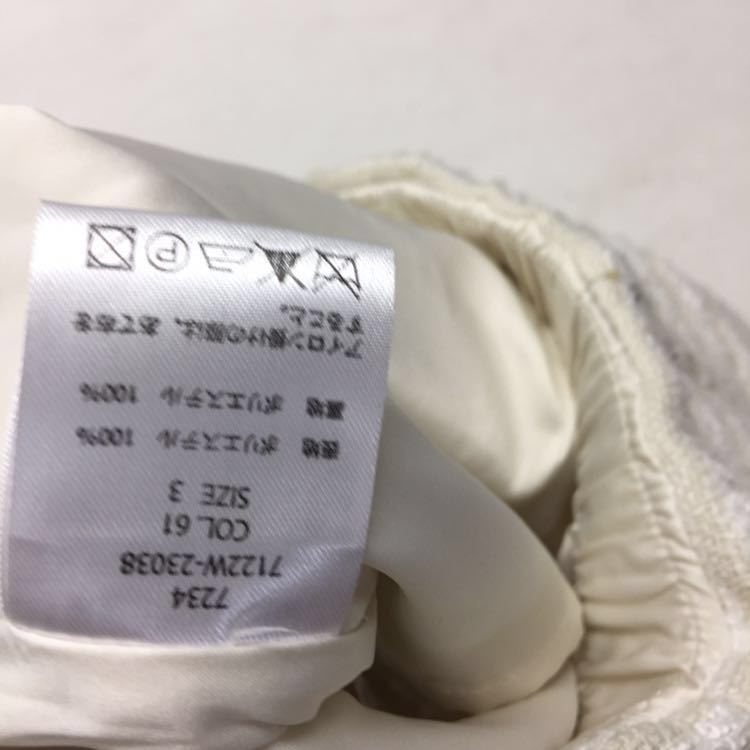 7234
7122W-23038
COL. 61
SIZE 3
表地 ポリエステル 100%
裏地 ポリエステル 100%
アイロン掛けの際は、あて布を
すること。
P